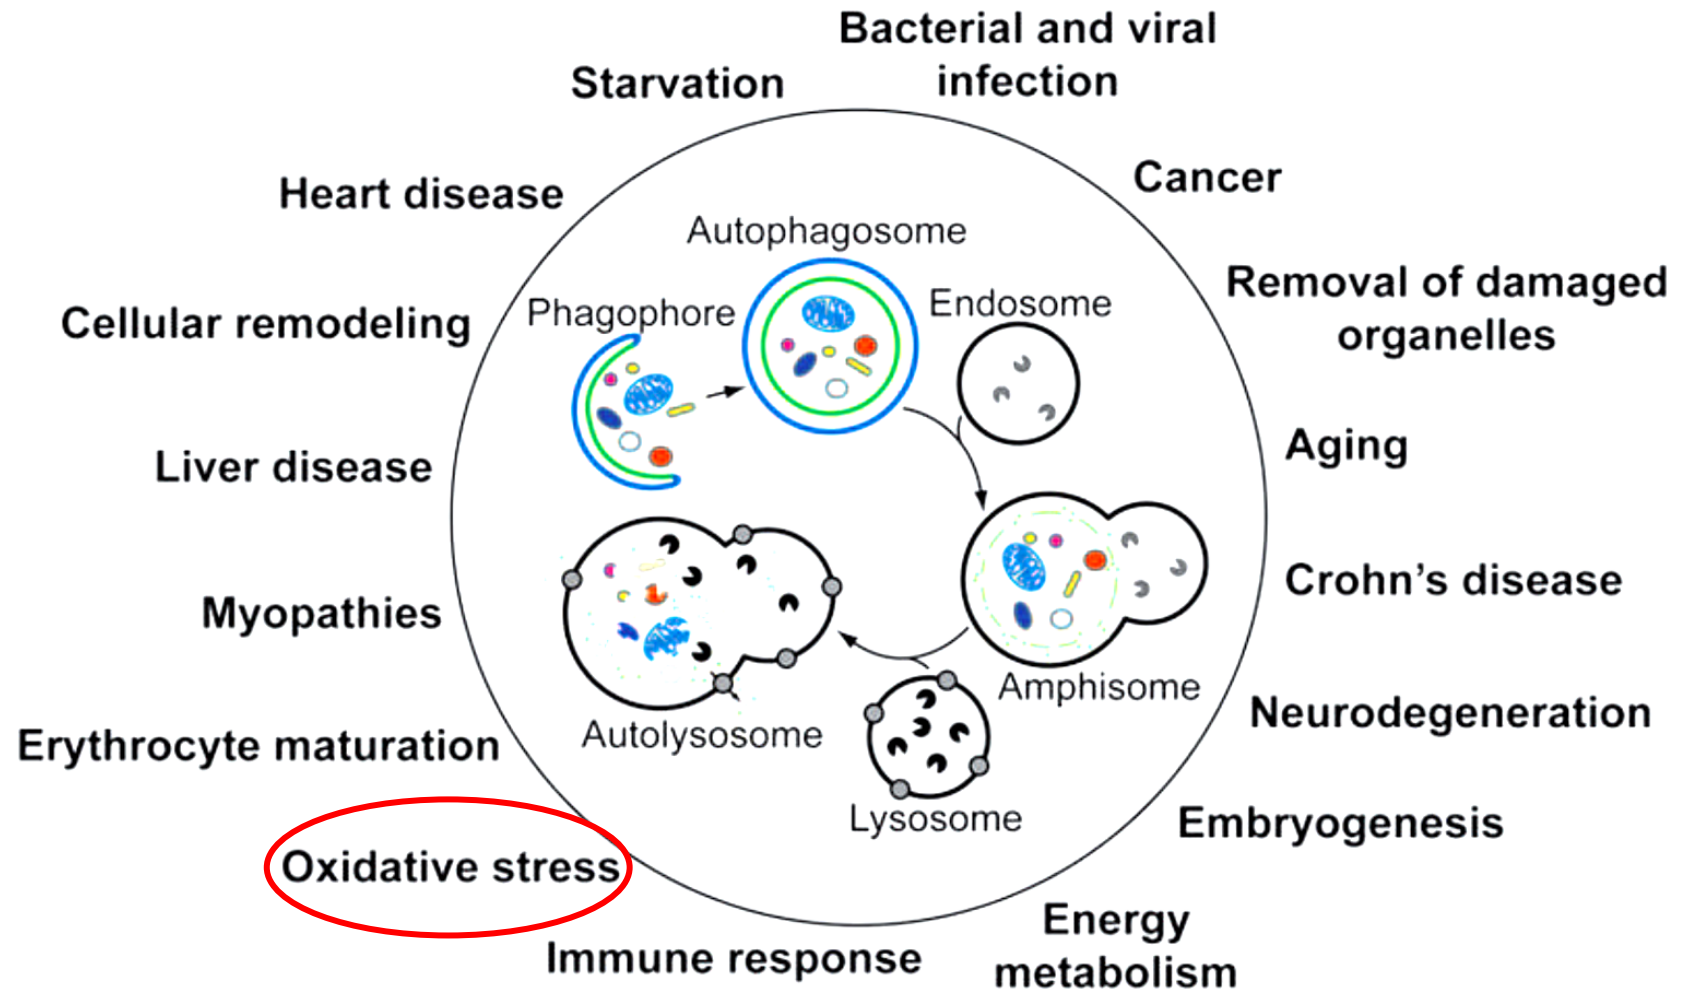 Bacterial and viral
infection
Starvation
Cancer
Heart disease
Autophagosome
Removal of damaged
organelles
Endosome
Phagophore
Cellular remodeling
Aging
Liver disease
Crohn’s disease
Myopathies
Amphisome
Neurodegeneration
Autolysosome
Erythrocyte maturation
Lysosome
Embryogenesis
Oxidative stress
Energy
metabolism
Immune response